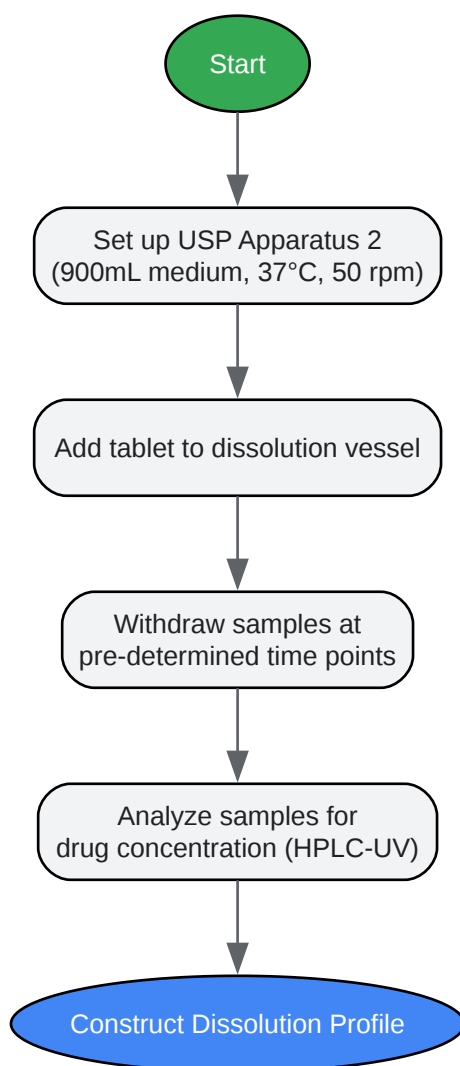 Start
Set up USP Apparatus 2
(900mL medium, 37°C, 50 rpm)
Add tablet to dissolution vessel
Withdraw samples at
pre-determined time points
Analyze samples for
drug concentration (HPLC-UV)
Construct Dissolution Profile